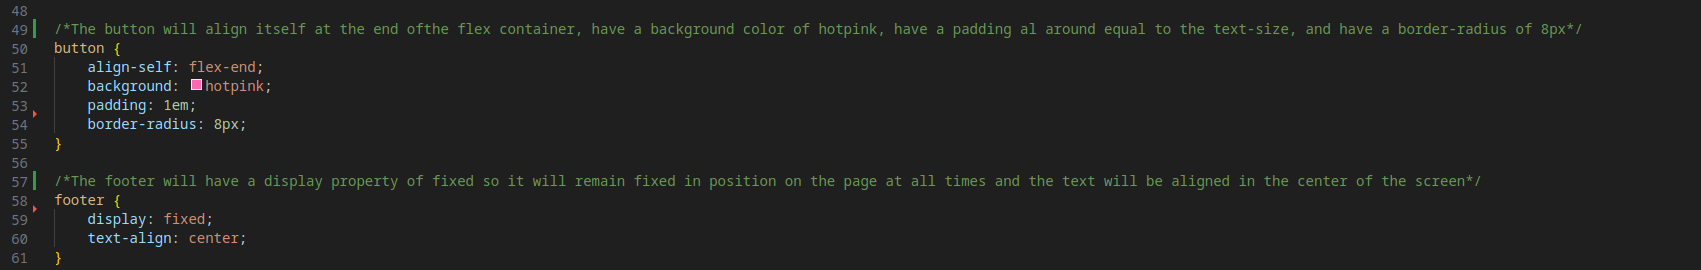 48
49 /*The button will align itself at the end ofthe flex container, have a background color of hotpink, have a padding al around equal to the text-size, and have a border-radius of 8px*/
50 button {
51     align-self: flex-end;
52     background: hotpink;
53     padding: 1em;
54     border-radius: 8px;
55 }
56
57 /*The footer will have a display property of fixed so it will remain fixed in position on the page at all times and the text will be aligned in the center of the screen*/
58 footer {
59     display: fixed;
60     text-align: center;
61 }